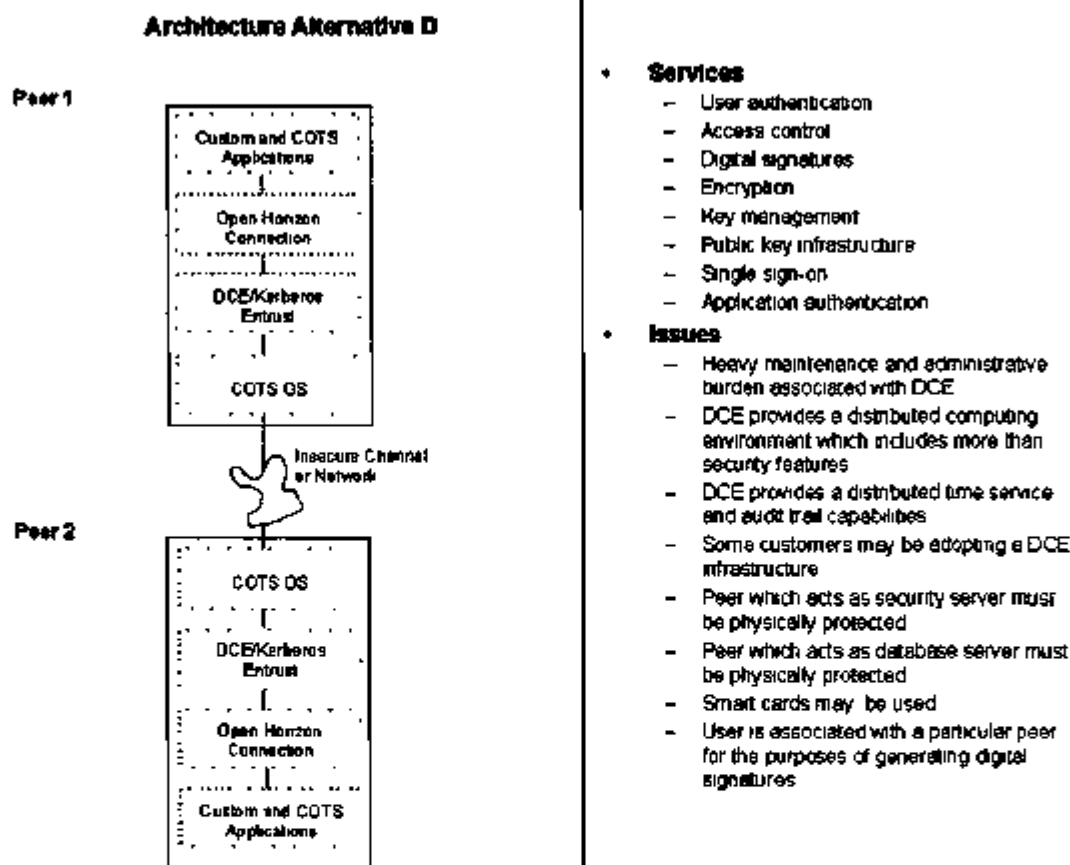 Architecture Alternative D
Peer 1
Custom and COTS
Applications
Open Horizon
Connection
DCE/Kerberos
Entrust
COTS OS
Insecure Channel
or Network
Peer 2
COTS OS
DCE/Kerberos
Entrust
Open Horizon
Connection
Custom and COTS
Applications
• Services
– User authentication
– Access control
– Digital signatures
– Encryption
– Key management
– Public key infrastructure
– Single sign-on
– Application authentication
• Issues
– Heavy maintenance and administrative
burden associated with DCE
– DCE provides a distributed computing
environment which includes more than
security features
– DCE provides a distributed time service
and audit trail capabilities
– Some customers may be adopting a DCE
infrastructure
– Peer which acts as security server must
be physically protected
– Peer which acts as database server must
be physically protected
– Smart cards may be used
– User is associated with a particular peer
for the purposes of generating digital
signatures